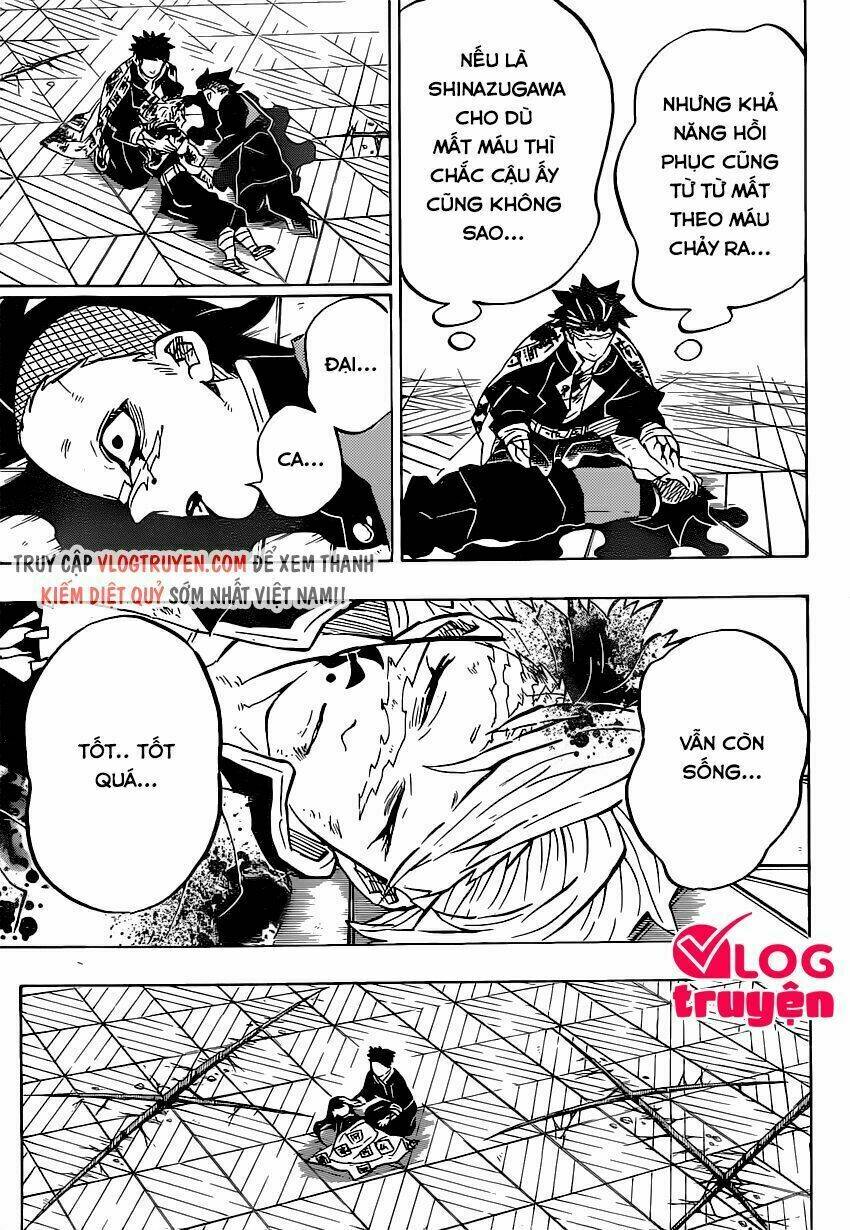 NHƯNG KHẢ
NĂNG HỒI
PHỤC CŨNG
TỪ TỪ MẤT
THEO MÁU
CHẢY RA...
NẾU LÀ
SHINAZUGAWA
CHO DÙ
MẤT MÁU THÌ
CHẮC CẬU ẤY
CŨNG KHÔNG
SAO...
ĐẠI...
CA...
TRUY CẬP VLOGTRUYEN.COM ĐỂ XEM THANH
KIẾM DIỆT QUỶ SỚM NHẤT VIỆT NAM!!
VẪN CÒN
SỐNG...
TỐT.. TỐT
QUÁ...
VLOG
truyện